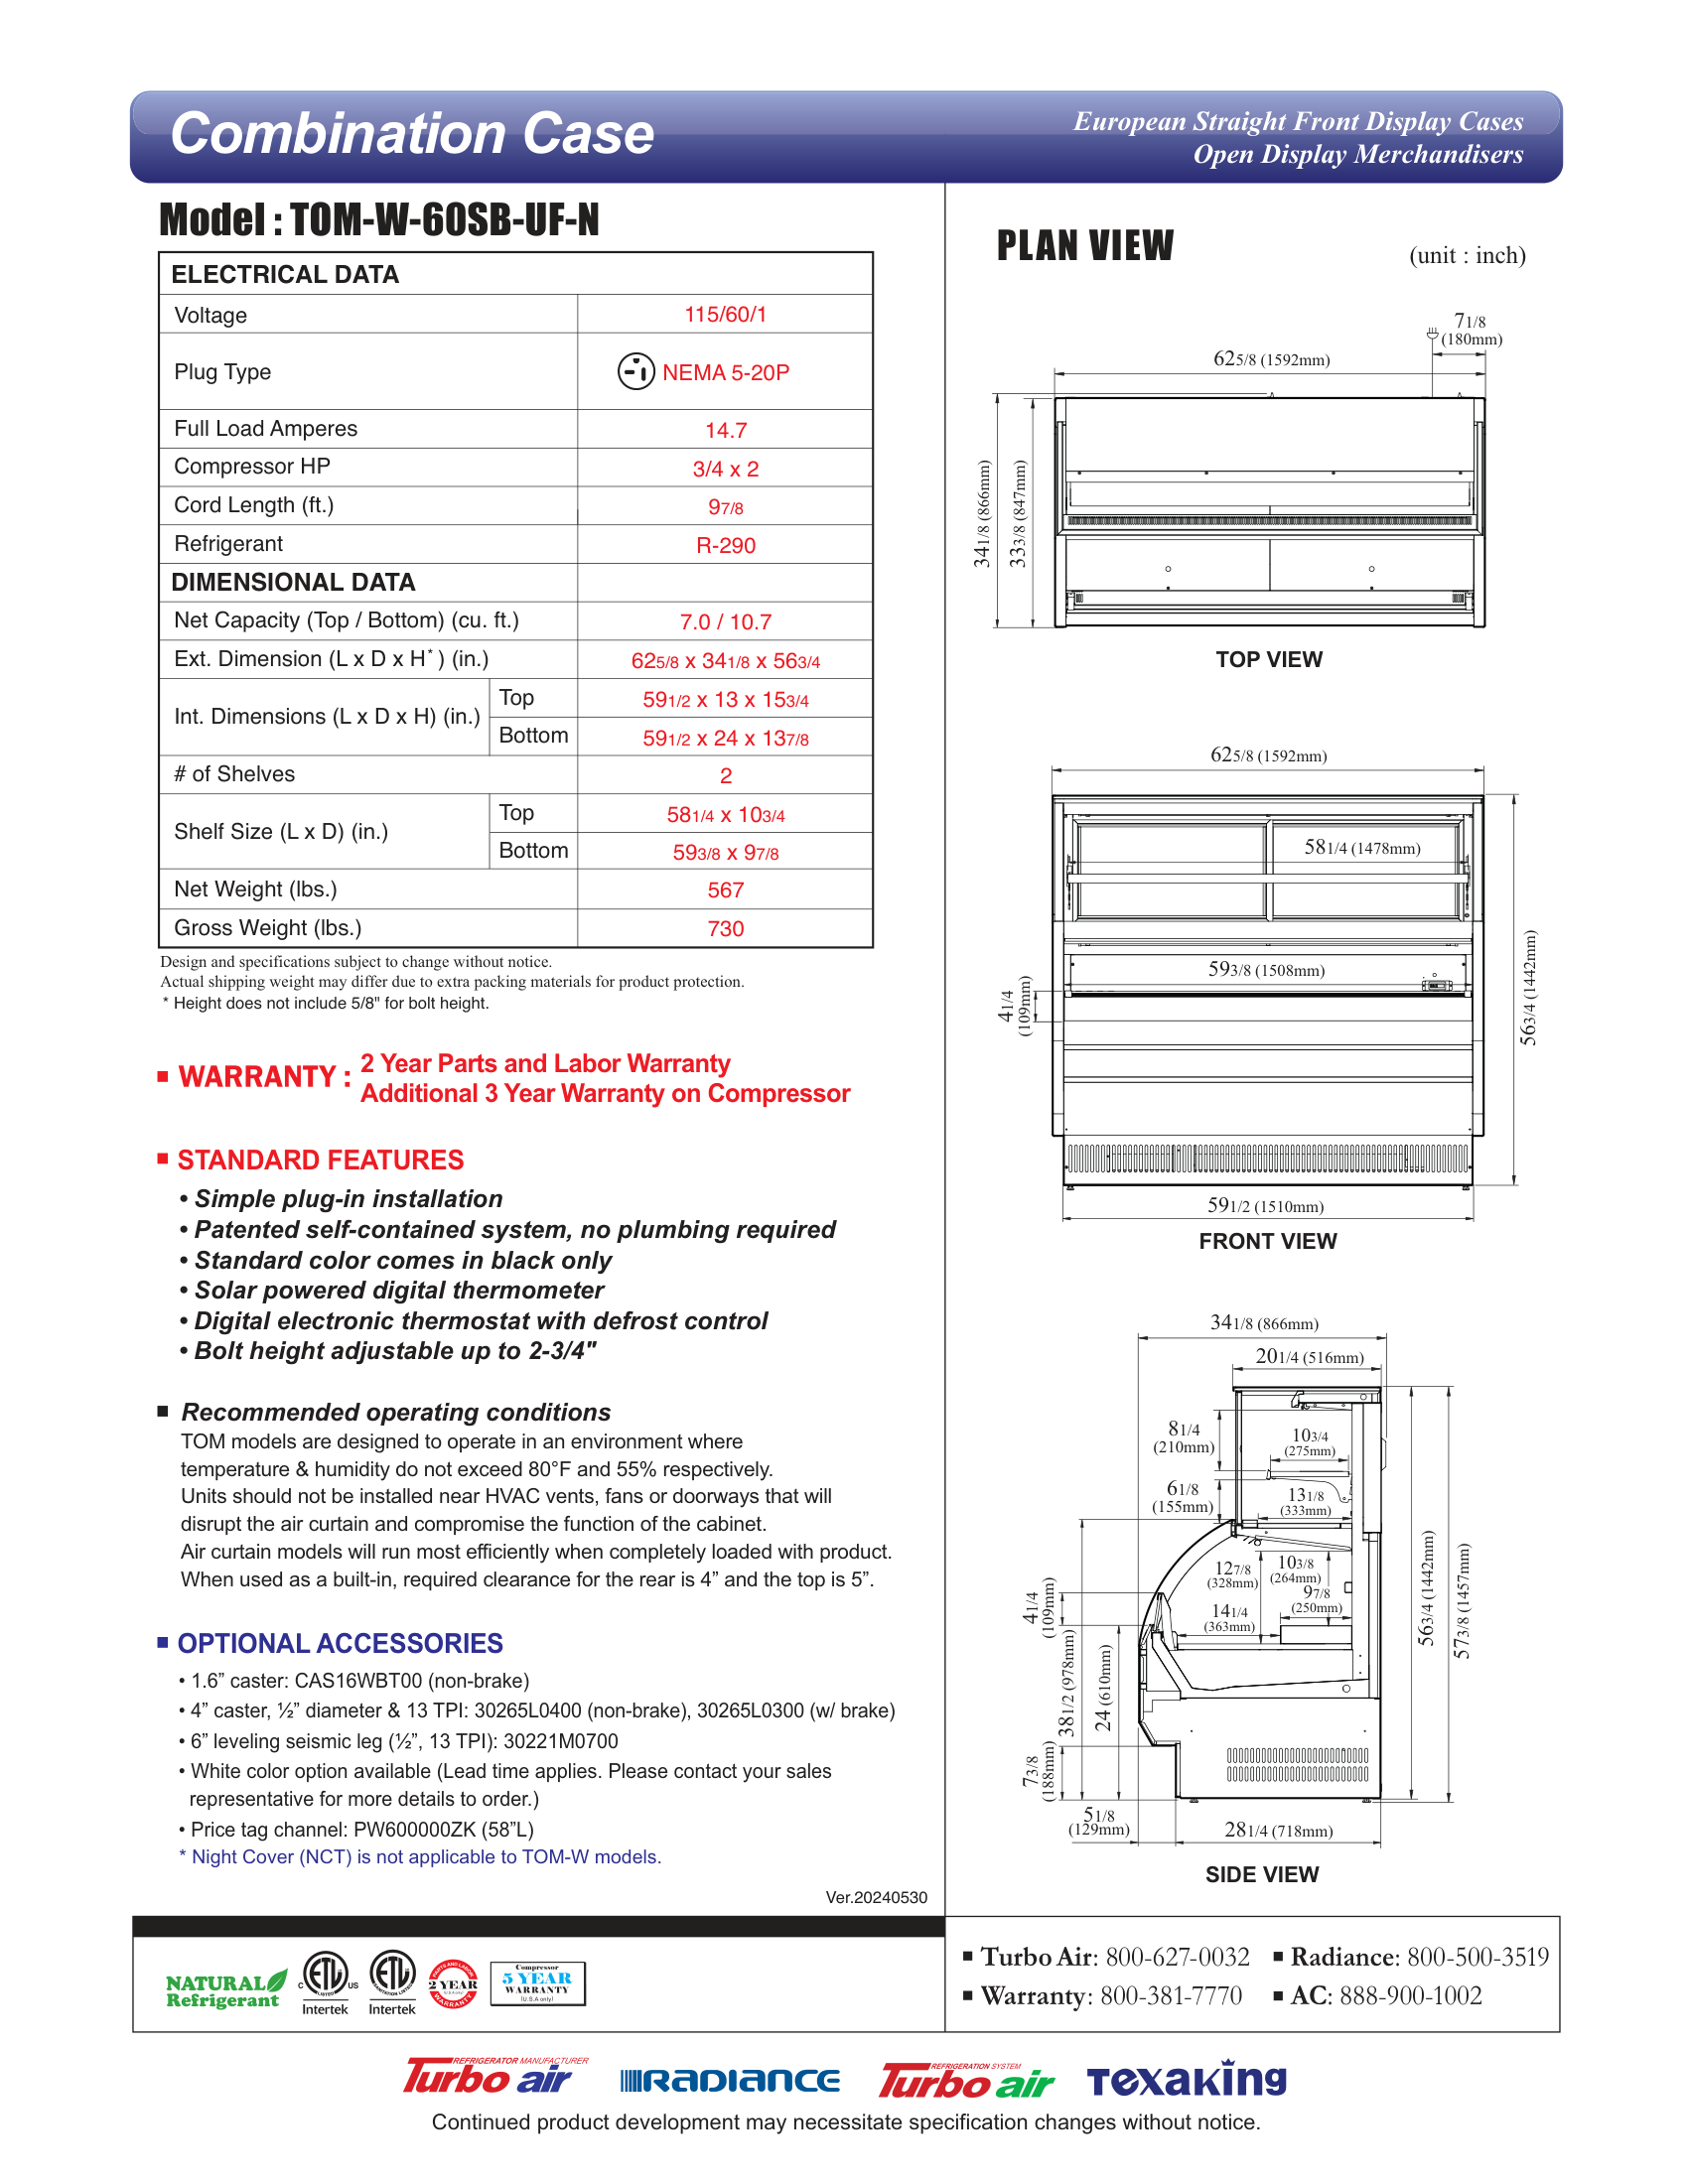 Combination Case
European Straight Front Display Cases
Open Display Merchandisers
Model : TOM-W-60SB-UF-N
ELECTRICAL DATA
Voltage 115/60/1
Plug Type NEMA 5-20P
Full Load Amperes 14.7
Compressor HP 3/4 x 2
Cord Length (ft.) 97/8
Refrigerant R-290
DIMENSIONAL DATA
Net Capacity (Top / Bottom) (cu. ft.) 7.0 / 10.7
Ext. Dimension (L x D x H*) (in.) 625/8 x 341/8 x 563/4
Int. Dimensions (L x D x H) (in.) Top 591/2 x 13 x 153/4
Bottom 591/2 x 24 x 137/8
# of Shelves 2
Shelf Size (L x D) (in.) Top 581/4 x 103/4
Bottom 593/8 x 97/8
Net Weight (lbs.) 567
Gross Weight (lbs.) 730
Design and specifications subject to change without notice.
Actual shipping weight may differ due to extra packing materials for product protection.
* Height does not include 5/8" for bolt height.
WARRANTY : 2 Year Parts and Labor Warranty
Additional 3 Year Warranty on Compressor
STANDARD FEATURES
• Simple plug-in installation
• Patented self-contained system, no plumbing required
• Standard color comes in black only
• Solar powered digital thermometer
• Digital electronic thermostat with defrost control
• Bolt height adjustable up to 2-3/4"
Recommended operating conditions
TOM models are designed to operate in an environment where
temperature & humidity do not exceed 80°F and 55% respectively.
Units should not be installed near HVAC vents, fans or doorways that will
disrupt the air curtain and compromise the function of the cabinet.
Air curtain models will run most efficiently when completely loaded with product.
When used as a built-in, required clearance for the rear is 4” and the top is 5”.
OPTIONAL ACCESSORIES
• 1.6” caster: CAS16WBT00 (non-brake)
• 4” caster, ½” diameter & 13 TPI: 30265L0400 (non-brake), 30265L0300 (w/ brake)
• 6” leveling seismic leg (½”, 13 TPI): 30221M0700
• White color option available (Lead time applies. Please contact your sales
representative for more details to order.)
• Price tag channel: PW600000ZK (58”L)
* Night Cover (NCT) is not applicable to TOM-W models.
Ver.20240530
PLAN VIEW
(unit : inch)
71/8
(180mm)
625/8 (1592mm)
341/8 (866mm)
333/8 (847mm)
TOP VIEW
625/8 (1592mm)
581/4 (1478mm)
593/8 (1508mm)
41/4
(109mm)
563/4 (1442mm)
591/2 (1510mm)
FRONT VIEW
341/8 (866mm)
201/4 (516mm)
81/4
(210mm)
103/4
(275mm)
61/8
(155mm)
131/8
(333mm)
127/8
(328mm)
103/8
(264mm)
97/8
(250mm)
141/4
(363mm)
41/4
(109mm)
381/2 (978mm)
24 (610mm)
73/8
(188mm)
563/4 (1442mm)
573/8 (1457mm)
51/8
(129mm)
281/4 (718mm)
SIDE VIEW
NATURAL
Refrigerant
C ETL US
LISTED
Intertek
ETL
Intertek
PARTS AND LABOR
2 YEAR
WARRANTY
Compressor
5 YEAR
WARRANTY
(U.S.A only)
Turbo Air: 800-627-0032
Radiance: 800-500-3519
Warranty: 800-381-7770
AC: 888-900-1002
REFRIGERATOR MANUFACTURER
Turbo air
RADIANCE
REFRIGERATION SYSTEM
Turbo air
Texaking
Continued product development may necessitate specification changes without notice.